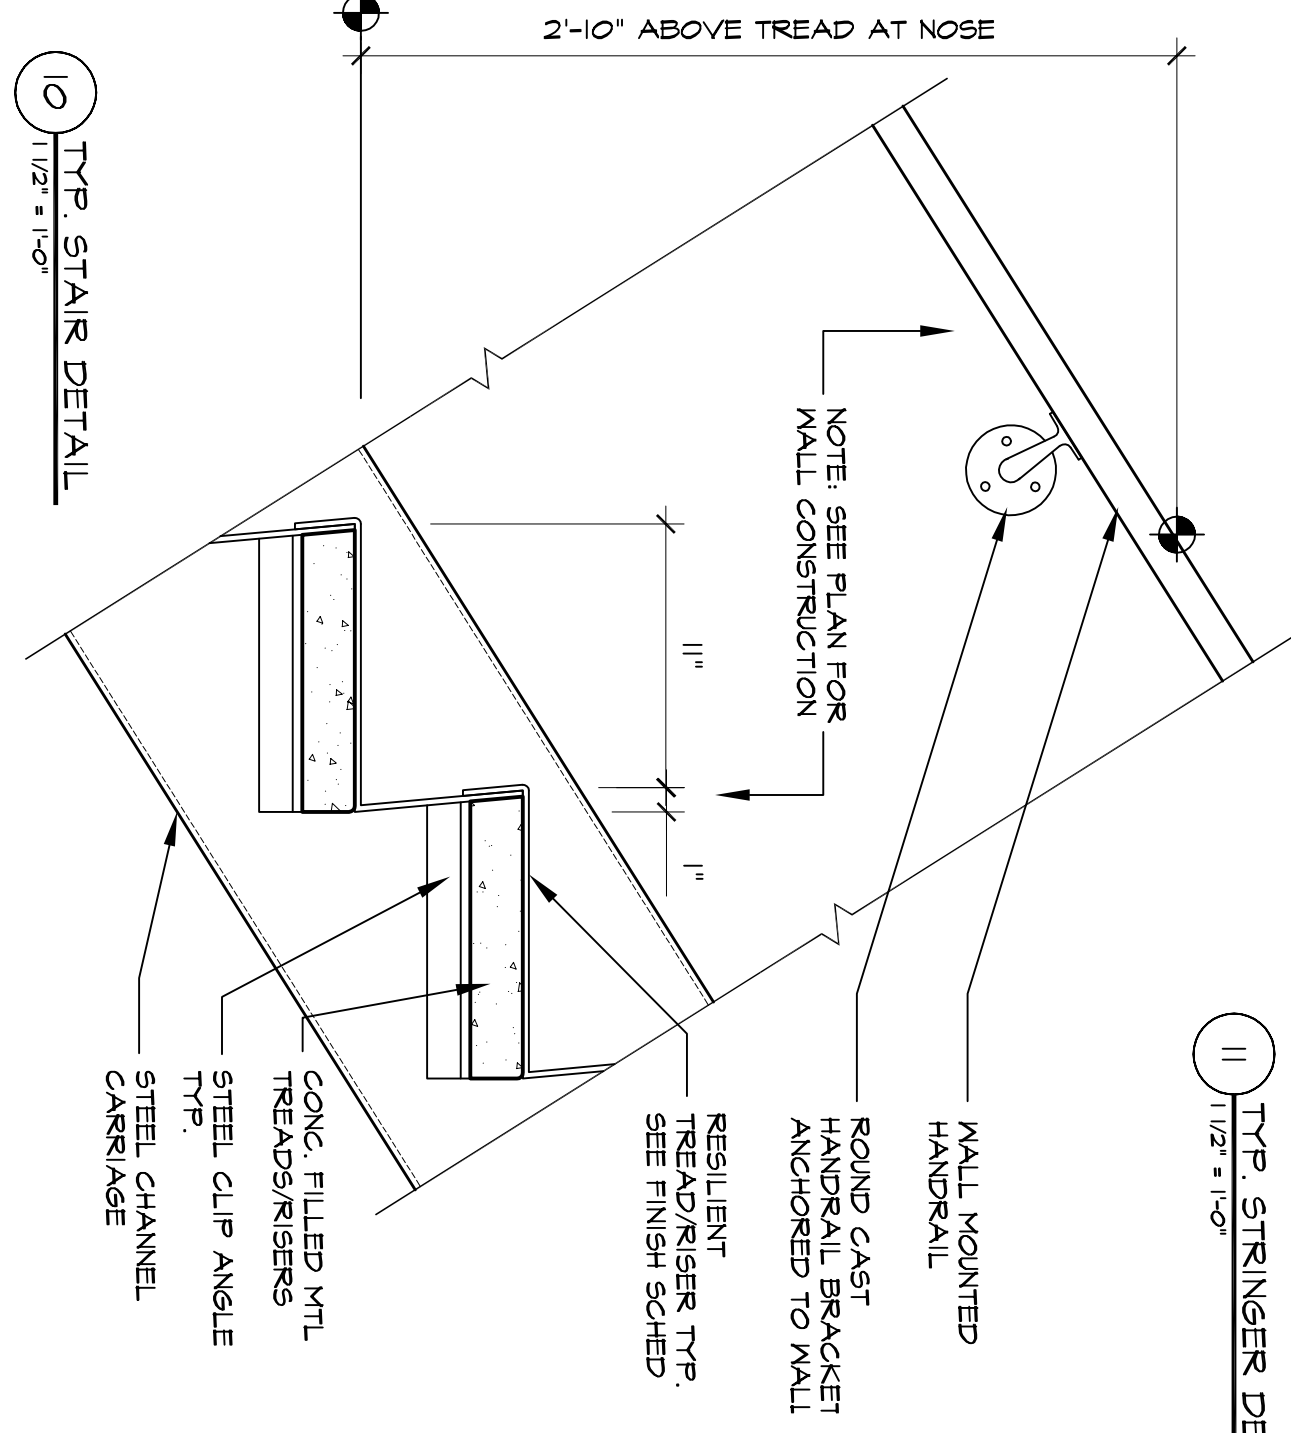 2'-10" ABOVE TREAD AT NOSE
10
TYP. STAIR DETAIL
1 1/2" = 1'-0"
NOTE: SEE PLAN FOR
WALL CONSTRUCTION
11"
1"
WALL MOUNTED
HANDRAIL
ROUND CAST
HANDRAIL BRACKET
ANCHORED TO WALL
RESILIENT
TREAD/RISER TYP.
SEE FINISH SCHED
CONC. FILLED MTL
TREADS/RISERS
STEEL CLIP ANGLE
TYP.
STEEL CHANNEL
CARRIAGE
11
TYP. STRINGER DE
1 1/2" = 1'-0"